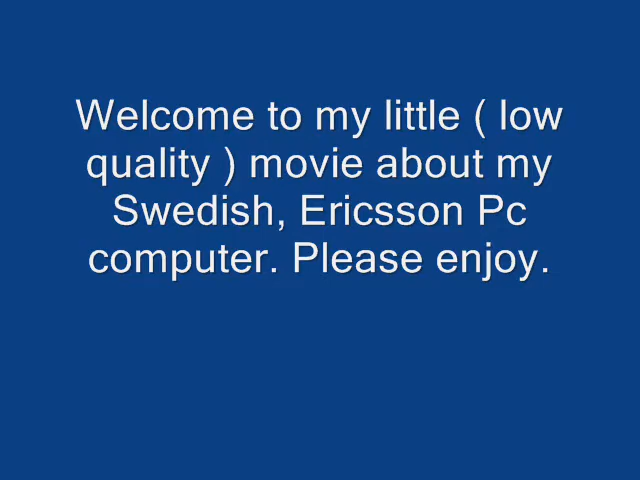 Welcome to my little ( low
quality ) movie about my
Swedish, Ericsson Pc
computer. Please enjoy.